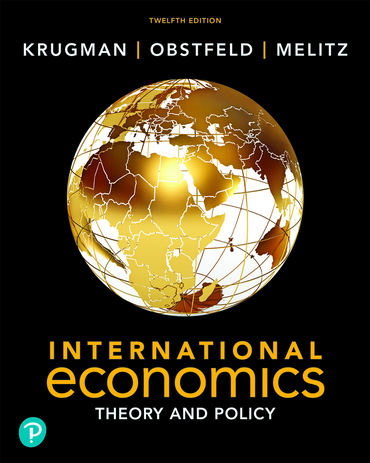 TWELFTH EDITION
KRUGMAN | OBSTFELD | MELITZ
INTERNATIONAL
economics
THEORY AND POLICY
P